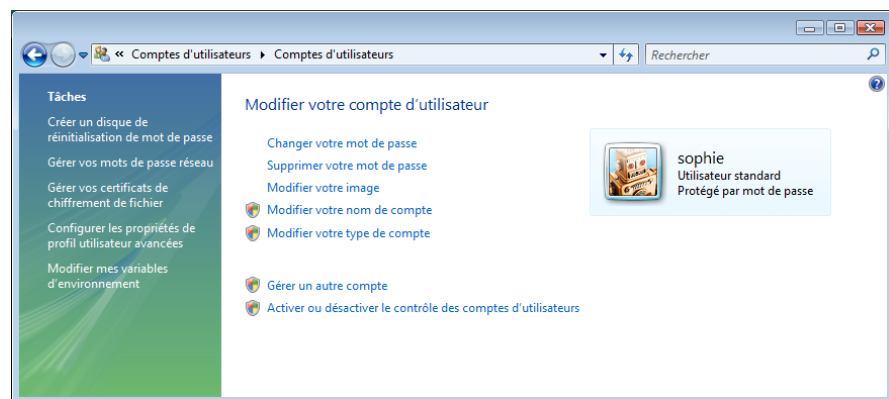 « Comptes d'utilisateurs ▸ Comptes d'utilisateurs
Rechercher
Tâches
Créer un disque de
réinitialisation de mot de passe
Gérer vos mots de passe réseau
Gérer vos certificats de
chiffrement de fichier
Configurer les propriétés de
profil utilisateur avancées
Modifier mes variables
d'environnement
Modifier votre compte d'utilisateur
Changer votre mot de passe
Supprimer votre mot de passe
Modifier votre image
Modifier votre nom de compte
Modifier votre type de compte
Gérer un autre compte
Activer ou désactiver le contrôle des comptes d'utilisateurs
sophie
Utilisateur standard
Protégé par mot de passe